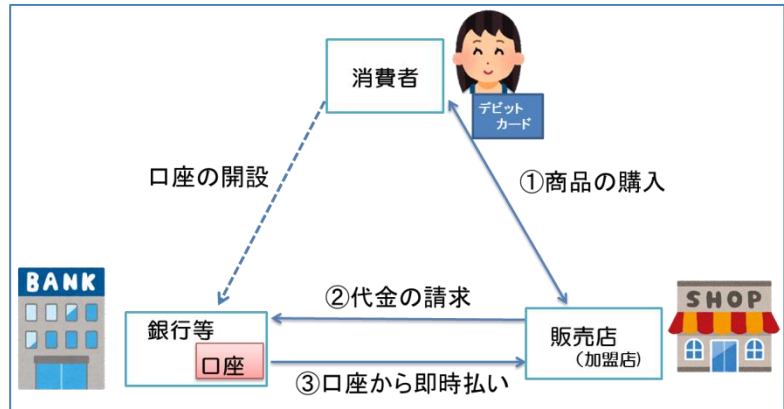 消費者
デビット
カード
口座の開設
①商品の購入
BANK
②代金の請求
SHOP
銀行等
口座
販売店
(加盟店)
③口座から即時払い